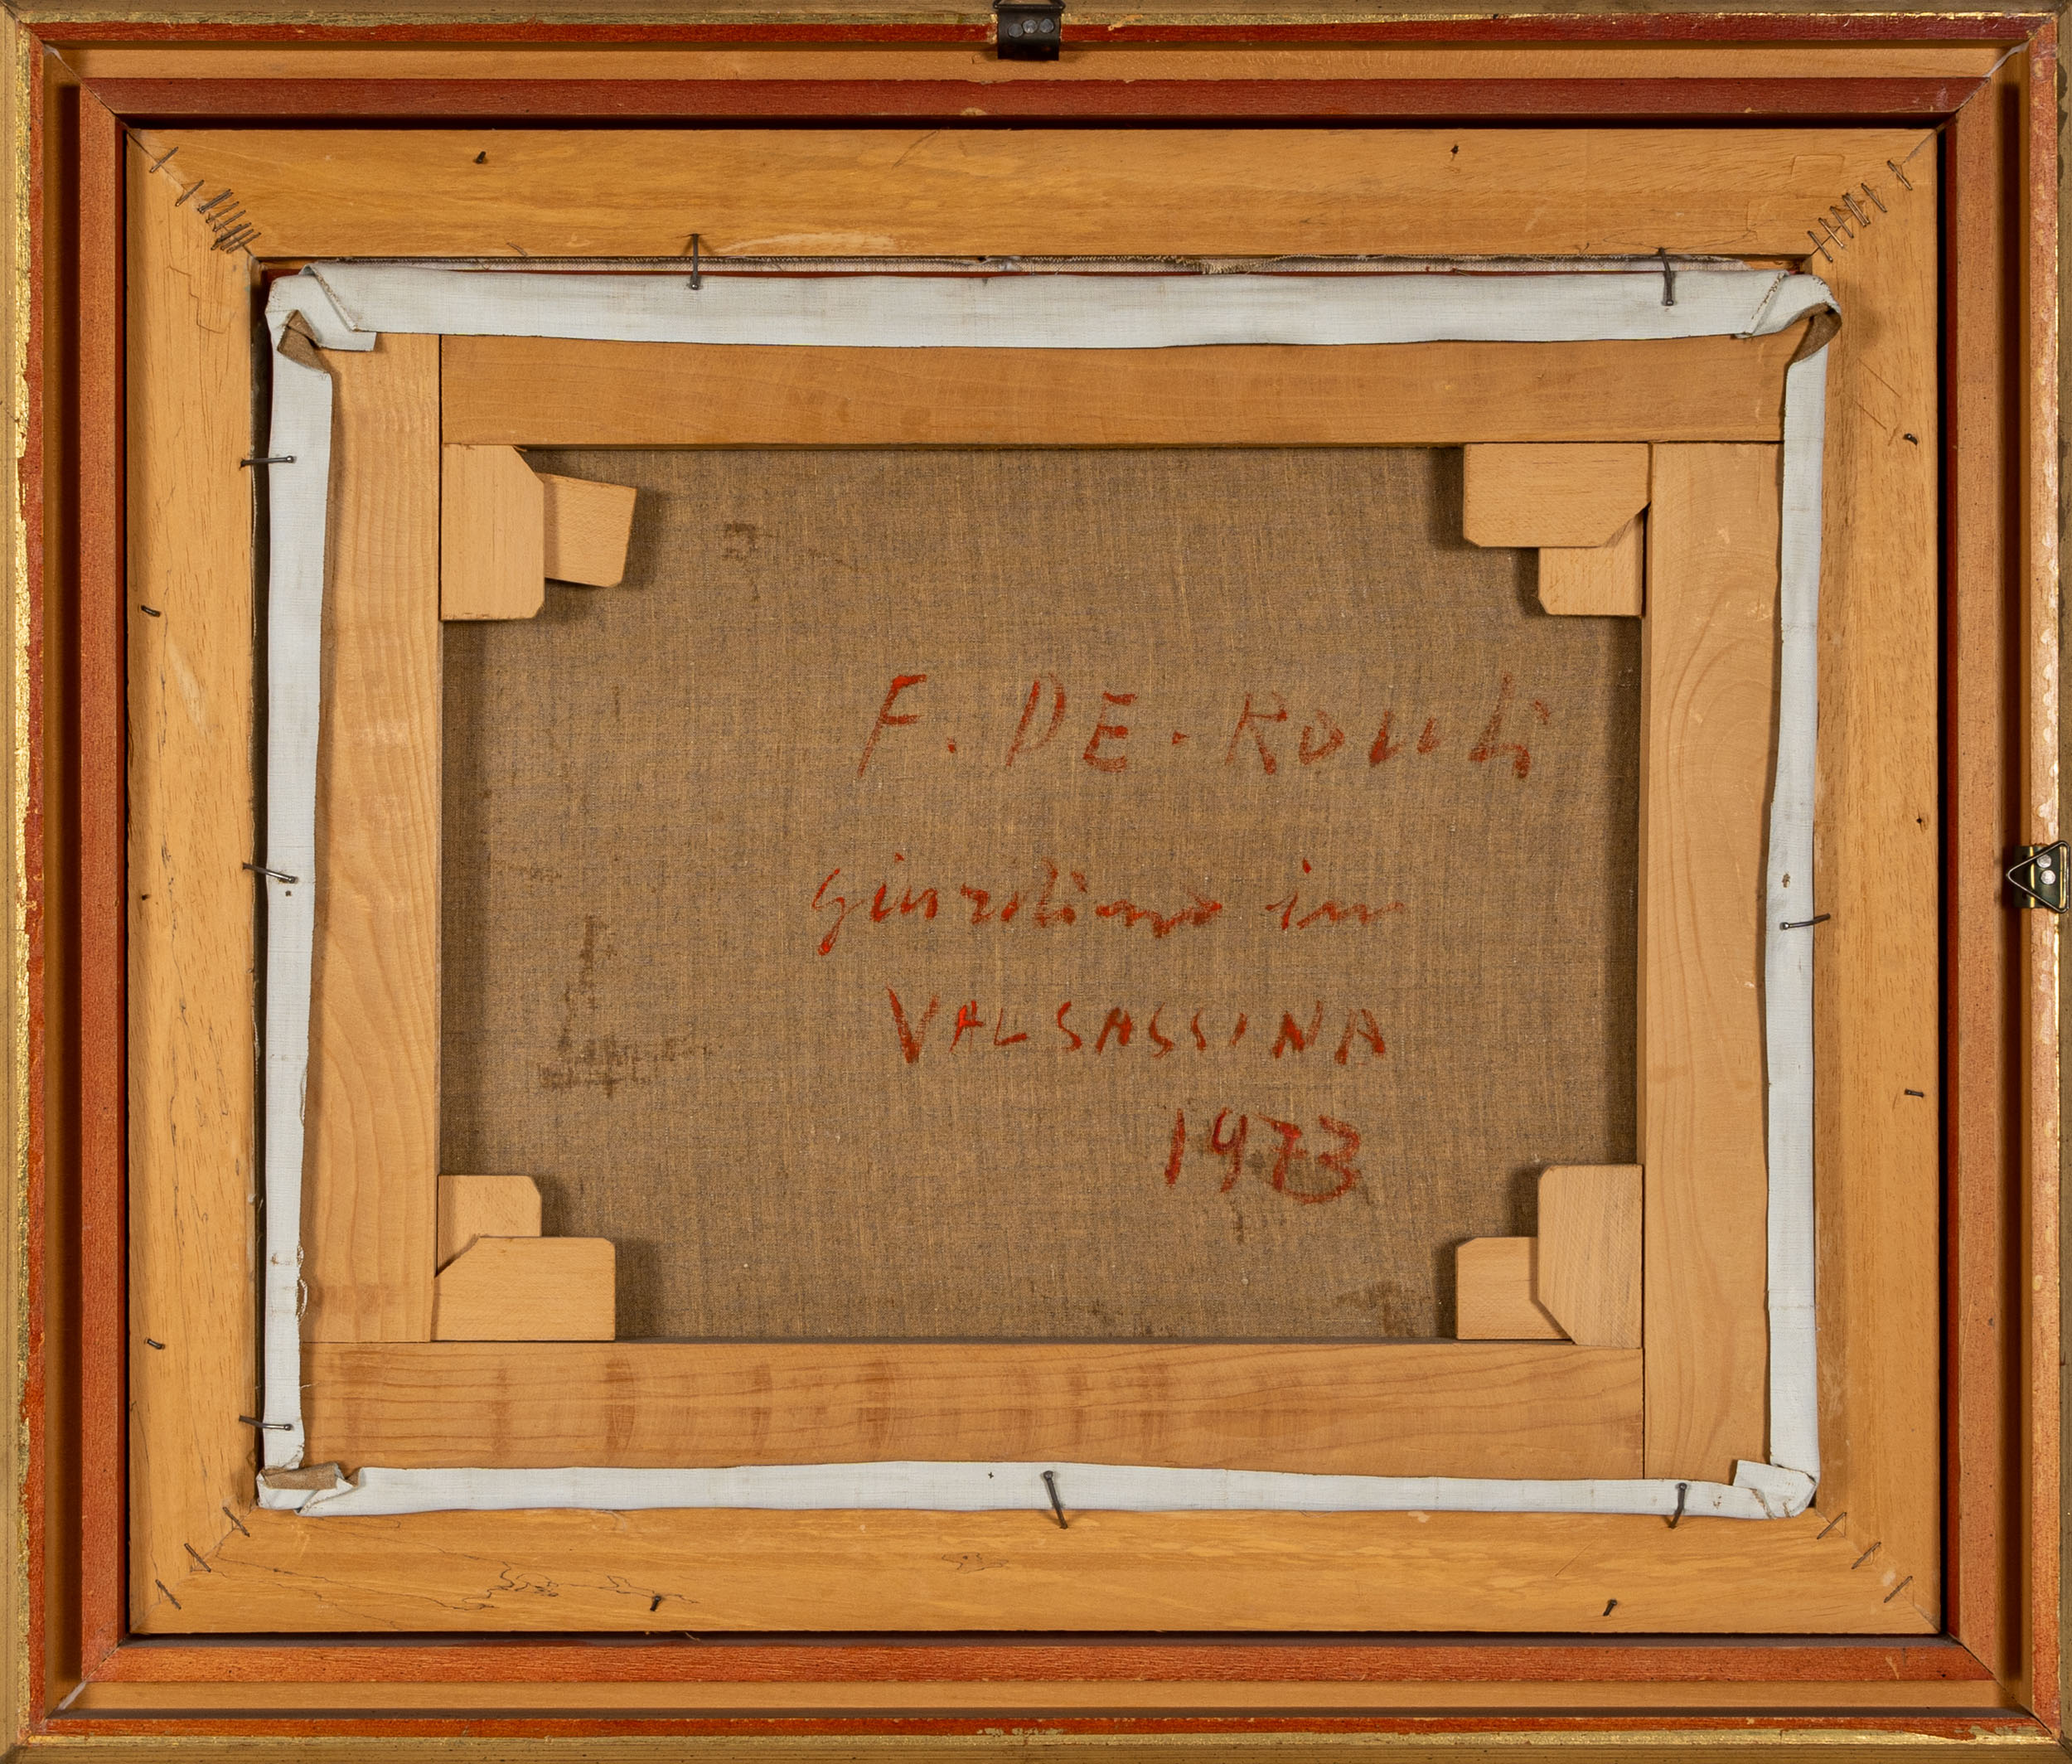 F. DE-ROCCHI
giardino in
VALSASSINA
1973